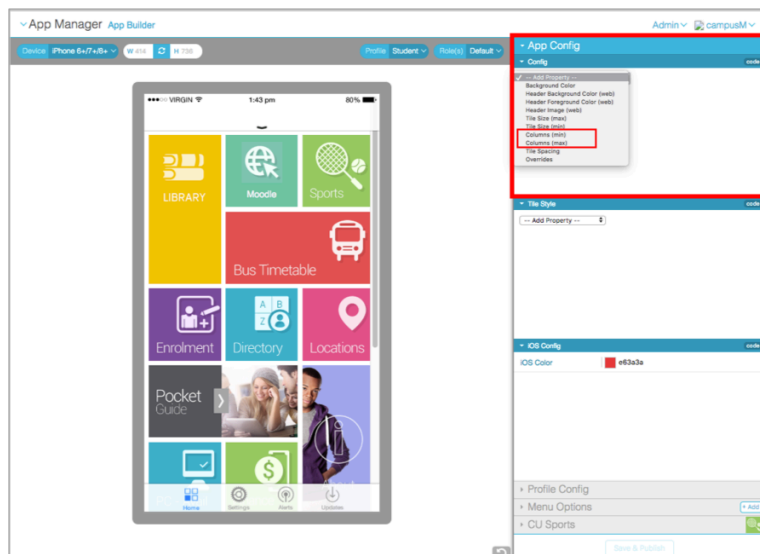 App Manager App Builder
Admin campusM
Device iPhone 6+/7+/8+ W 414 H 736 Profile Student Role(s) Default
App Config
Config code
-- Add Property --
Background Color
Header Background Color (web)
Header Foreground Color (web)
Header Image (web)
Tile Size (max)
Tile Size (min)
Columns (min)
Columns (max)
Tile Spacing
Overrides
VIRGIN 1:43 pm 80%
LIBRARY
Moodle
Sports
Bus Timetable
A B
Z
Enrolment
Directory
Locations
Pocket
Guide
i
$
Home Settings Alerts Updates
Tile Style code
-- Add Property --
iOS Config code
iOS Color e63a3a
Profile Config
Menu Options + Add
CU Sports
Save & Publish